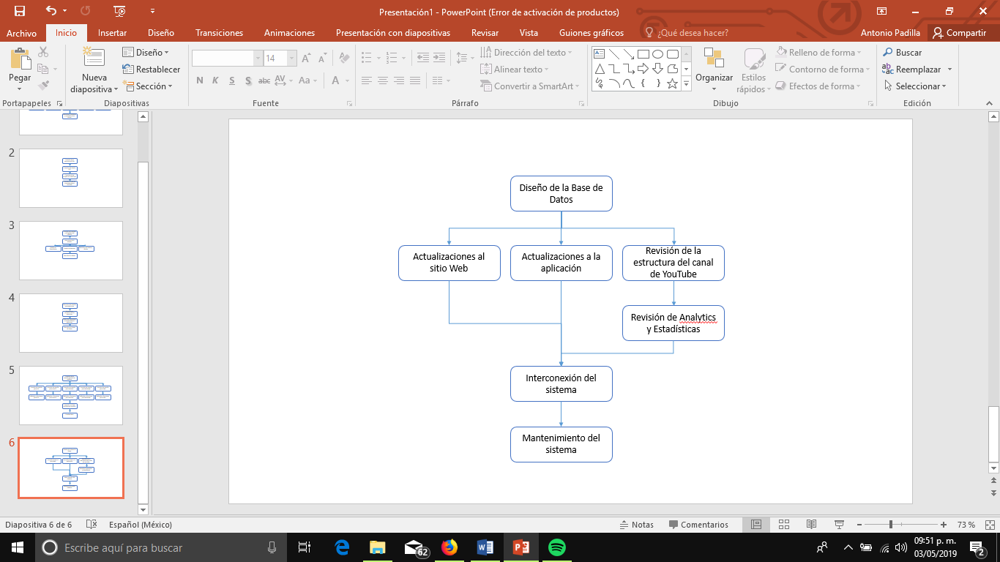 Presentación1 - PowerPoint (Error de activación de productos)
Archivo Inicio Insertar Diseño Transiciones Animaciones Presentación con diapositivas Revisar Vista Guiones gráficos ¿Qué desea hacer? Antonio Padilla Compartir
Pegar
Portapapeles
Nueva
diapositiva
Diseño
Restablecer
Sección
Diapositivas
14
N K S S abc AV Aa A
Fuente
Dirección del texto
Alinear texto
Convertir a SmartArt
Párrafo
Organizar
Estilos
rápidos
Relleno de forma
Contorno de forma
Efectos de forma
Dibujo
Buscar
Reemplazar
Seleccionar
Edición
2
3
4
5
6
Diseño de la Base de
Datos
Actualizaciones al
sitio Web
Actualizaciones a la
aplicación
Revisión de la
estructura del canal
de YouTube
Revisión de Analytics
y Estadísticas
Interconexión del
sistema
Mantenimiento del
sistema
Diapositiva 6 de 6 Español (México) Notas Comentarios 73 %
Escribe aquí para buscar
62
09:51 p. m.
03/05/2019
2